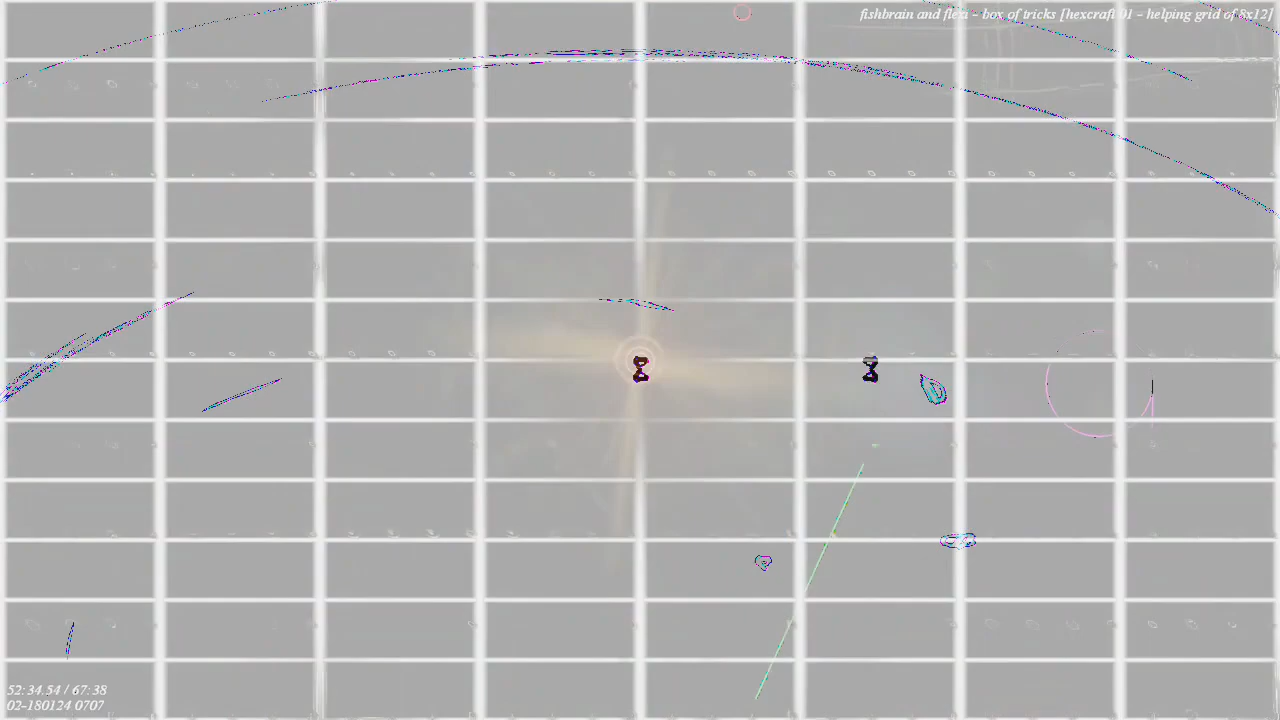 fishbrain and flexi - box of tricks [hexcraft 01 - helping grid of 8x12]
52:34.54 / 67:38
02-180124 0707